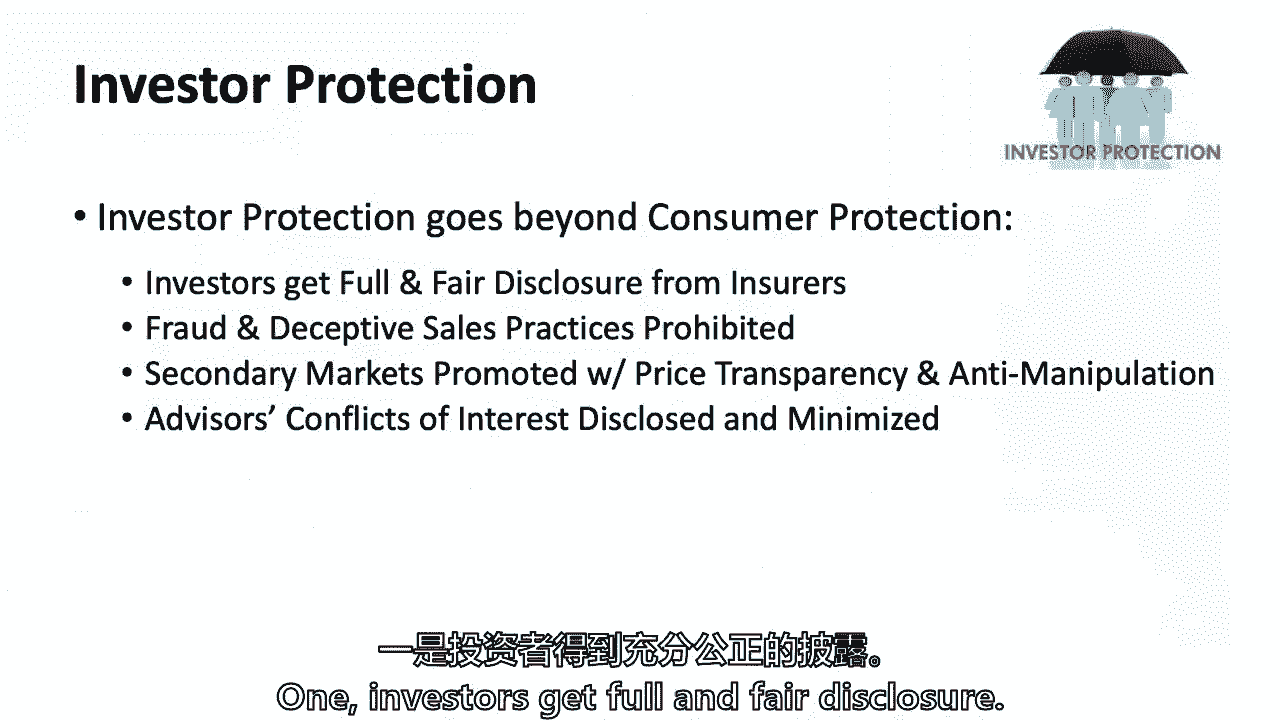 Investor Protection
INVESTOR PROTECTION
• Investor Protection goes beyond Consumer Protection:
• Investors get Full & Fair Disclosure from Insurers
• Fraud & Deceptive Sales Practices Prohibited
• Secondary Markets Promoted w/ Price Transparency & Anti-Manipulation
• Advisors’ Conflicts of Interest Disclosed and Minimized
一是投资者得到充分公正的披露。
One, investors get full and fair disclosure.